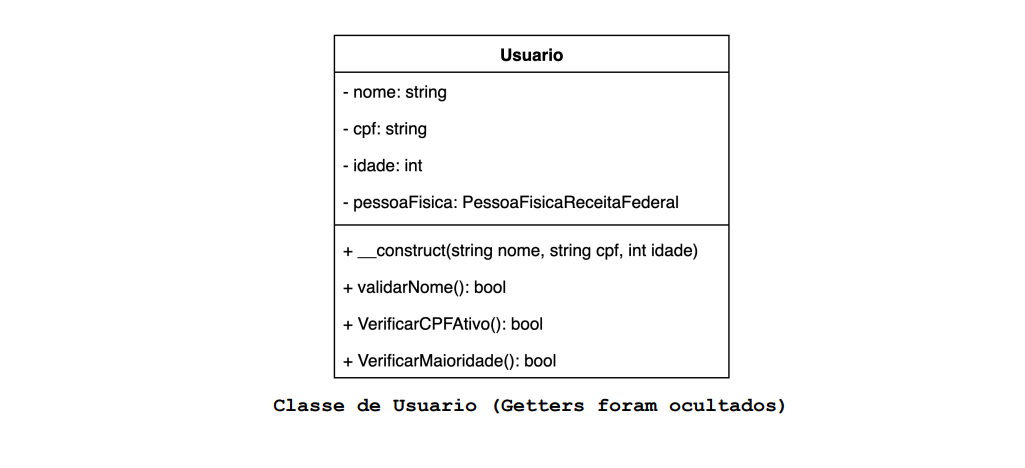 Usuario
- nome: string
- cpf: string
- idade: int
- pessoaFisica: PessoaFisicaReceitaFederal
+ __construct(string nome, string cpf, int idade)
+ validarNome(): bool
+ VerificarCPFAtivo(): bool
+ VerificarMaioridade(): bool
Classe de Usuario (Getters foram ocultados)